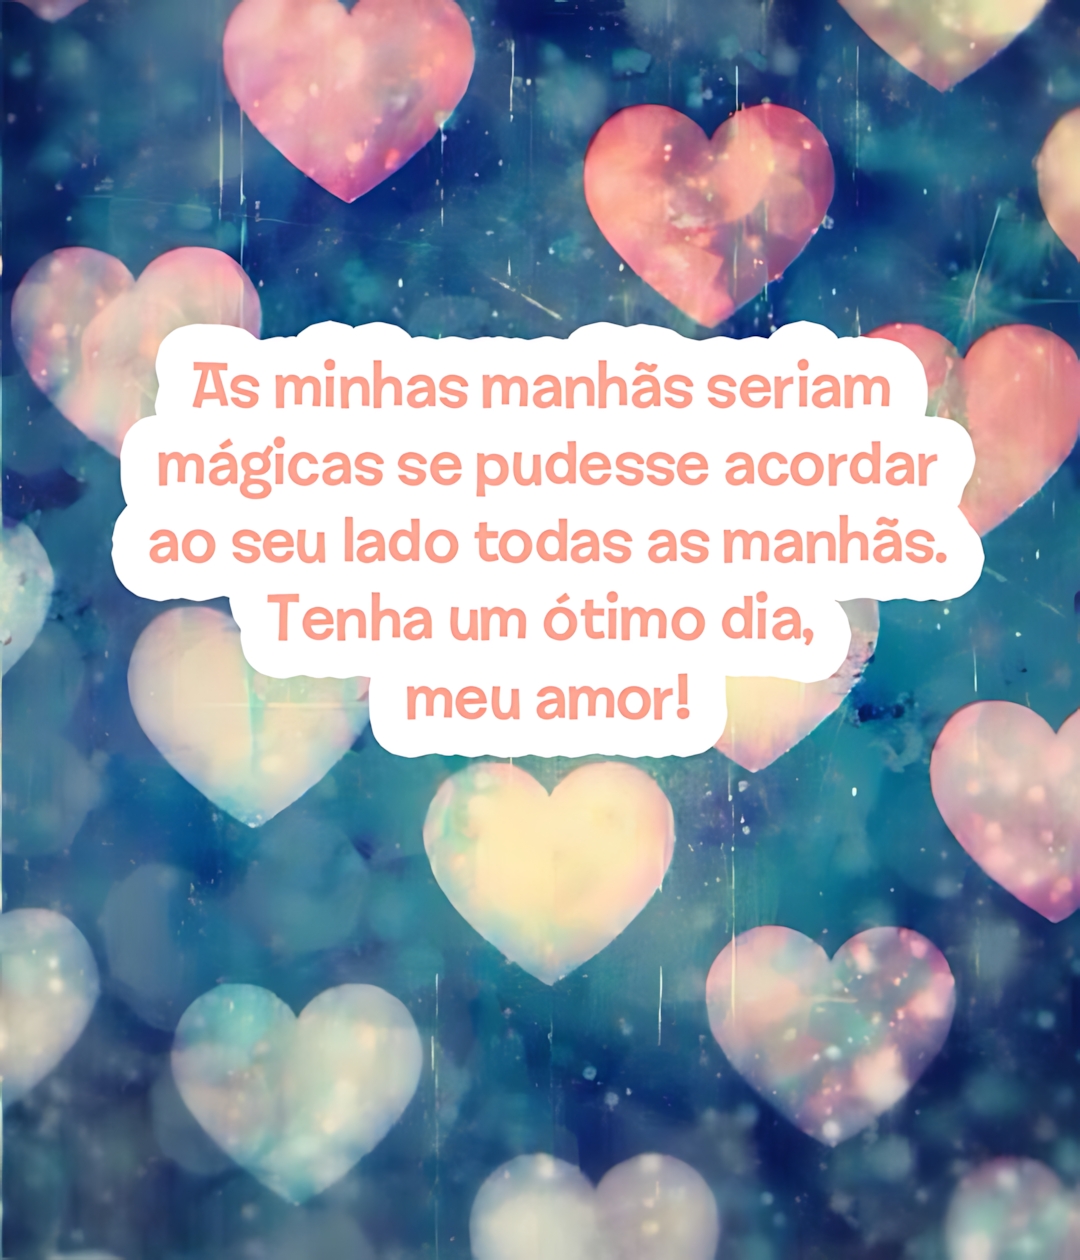 As minhas manhãs seriam
mágicas se pudesse acordar
ao seu lado todas as manhãs.
Tenha um ótimo dia,
meu amor!